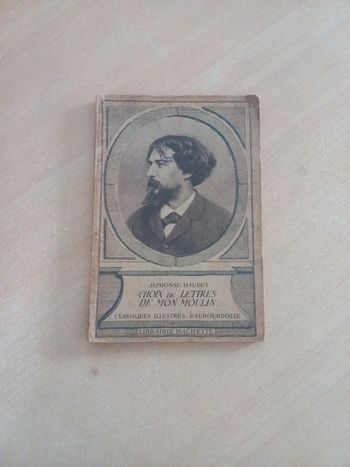 ALPHONSE DAUDET
CHOIX DE LETTRES
DE MON MOULIN
CLASSIQUES ILLUSTRÉS VAUBOURDOLLE
LIBRAIRIE HACHETTE